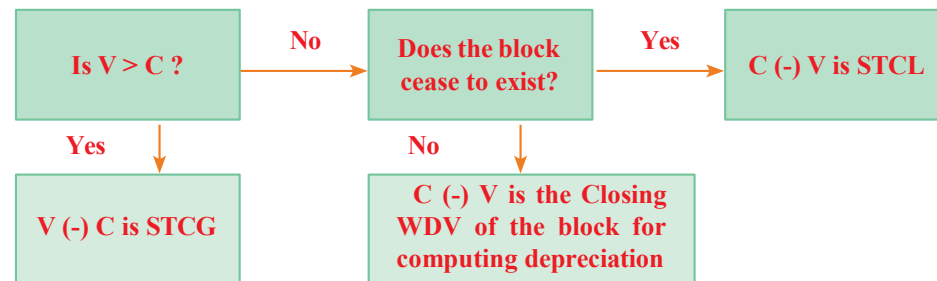 Is V > C ?
No
Does the block
cease to exist?
Yes
C (-) V is STCL
Yes
No
V (-) C is STCG
C (-) V is the Closing
WDV of the block for
computing depreciation